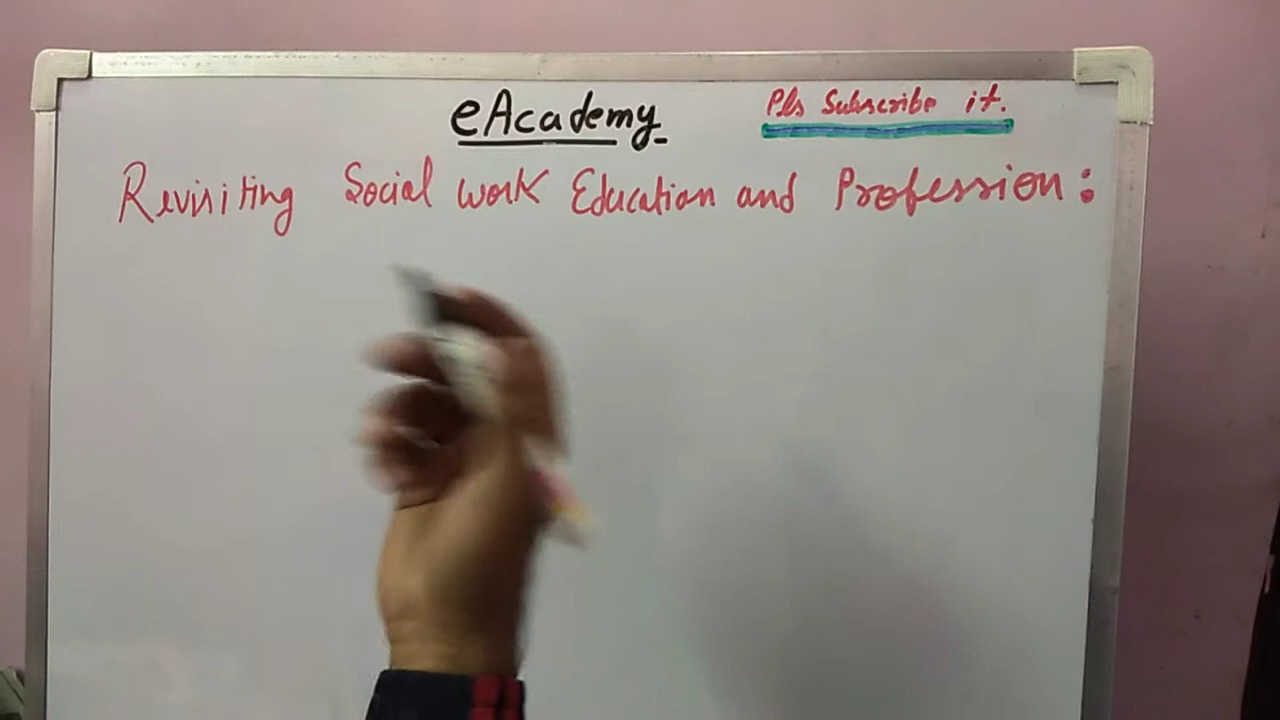 eAcademy
Pls Subscribe it.
Revisiting Social work Education and Profession: